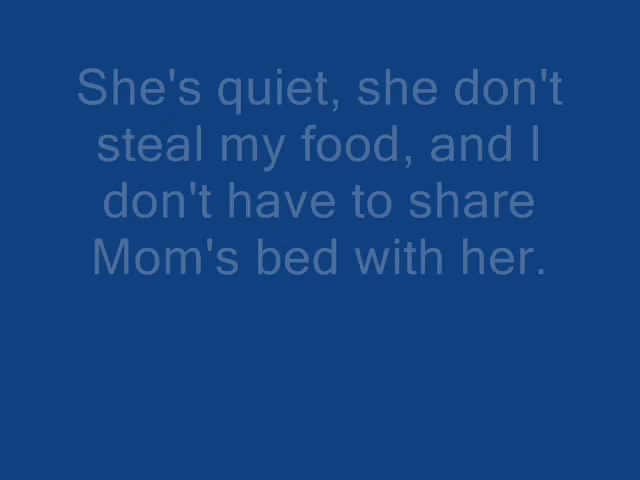 She's quiet, she don't
steal my food, and I
don't have to share
Mom's bed with her.